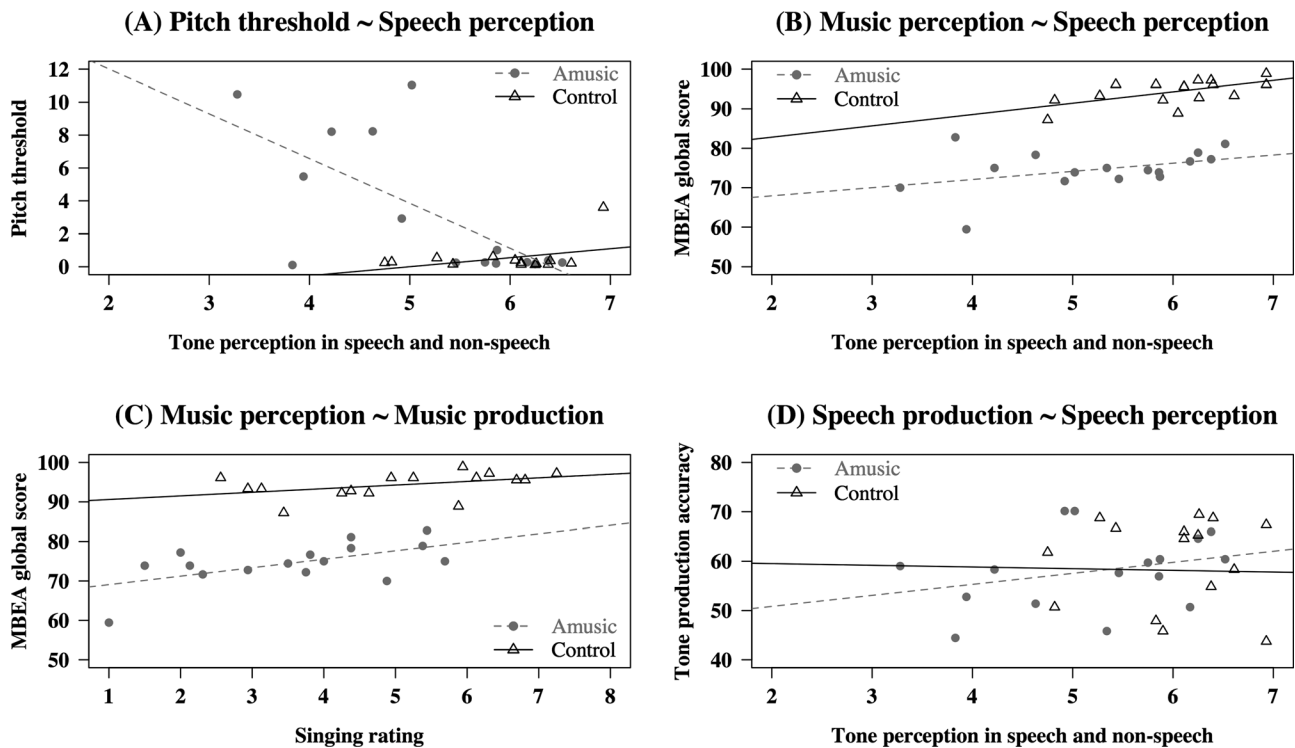 (A) Pitch threshold ~ Speech perception
Pitch threshold
12
10
8
6
4
2
0
Amusic
Control
2 3 4 5 6 7
Tone perception in speech and non-speech
(B) Music perception ~ Speech perception
MBEA global score
100
90
80
70
60
50
Amusic
Control
2 3 4 5 6 7
Tone perception in speech and non-speech
(C) Music perception ~ Music production
MBEA global score
100
90
80
70
60
50
Amusic
Control
1 2 3 4 5 6 7 8
Singing rating
(D) Speech production ~ Speech perception
Tone production accuracy
80
70
60
50
40
Amusic
Control
2 3 4 5 6 7
Tone perception in speech and non-speech